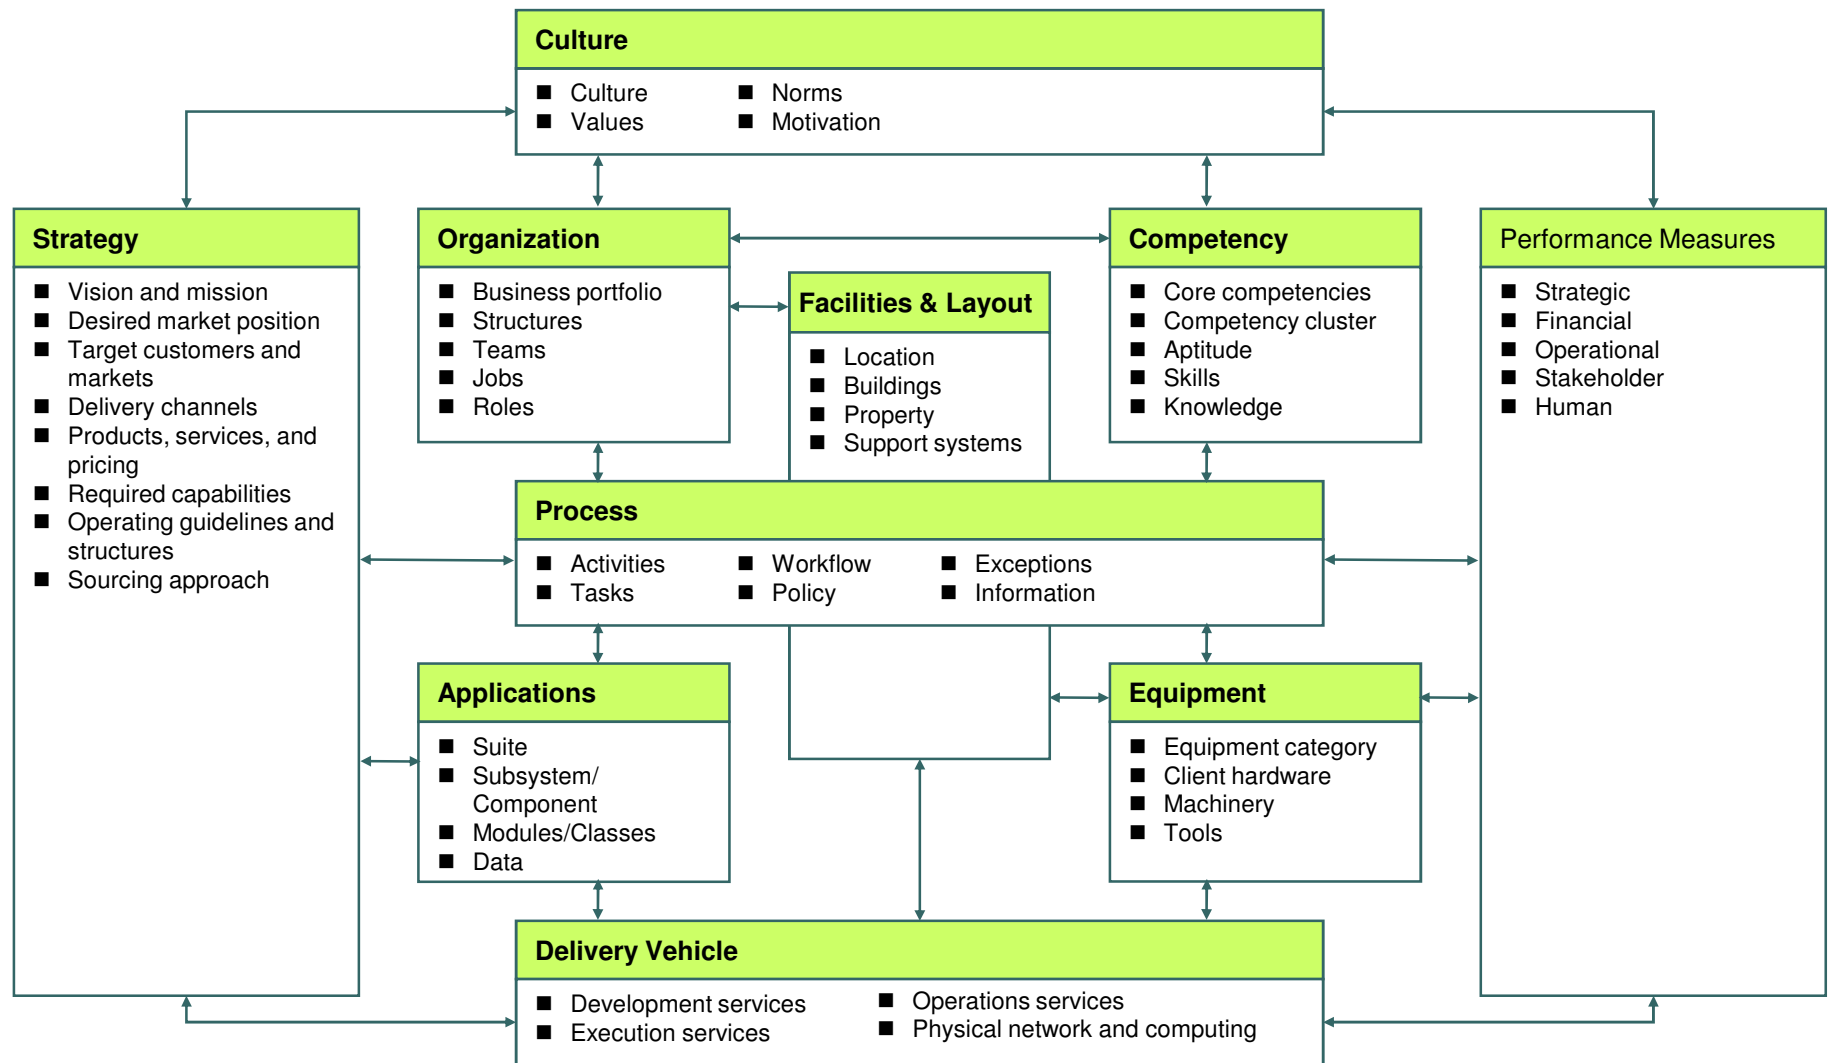 Culture
■ Culture
■ Values
■ Norms
■ Motivation
Strategy
■ Vision and mission
■ Desired market position
■ Target customers and
markets
■ Delivery channels
■ Products, services, and
pricing
■ Required capabilities
■ Operating guidelines and
structures
■ Sourcing approach
Organization
■ Business portfolio
■ Structures
■ Teams
■ Jobs
■ Roles
Facilities & Layout
■ Location
■ Buildings
■ Property
■ Support systems
Competency
■ Core competencies
■ Competency cluster
■ Aptitude
■ Skills
■ Knowledge
Performance Measures
■ Strategic
■ Financial
■ Operational
■ Stakeholder
■ Human
Process
■ Activities
■ Tasks
■ Workflow
■ Policy
■ Exceptions
■ Information
Applications
■ Suite
■ Subsystem/
Component
■ Modules/Classes
■ Data
Equipment
■ Equipment category
■ Client hardware
■ Machinery
■ Tools
Delivery Vehicle
■ Development services
■ Execution services
■ Operations services
■ Physical network and computing